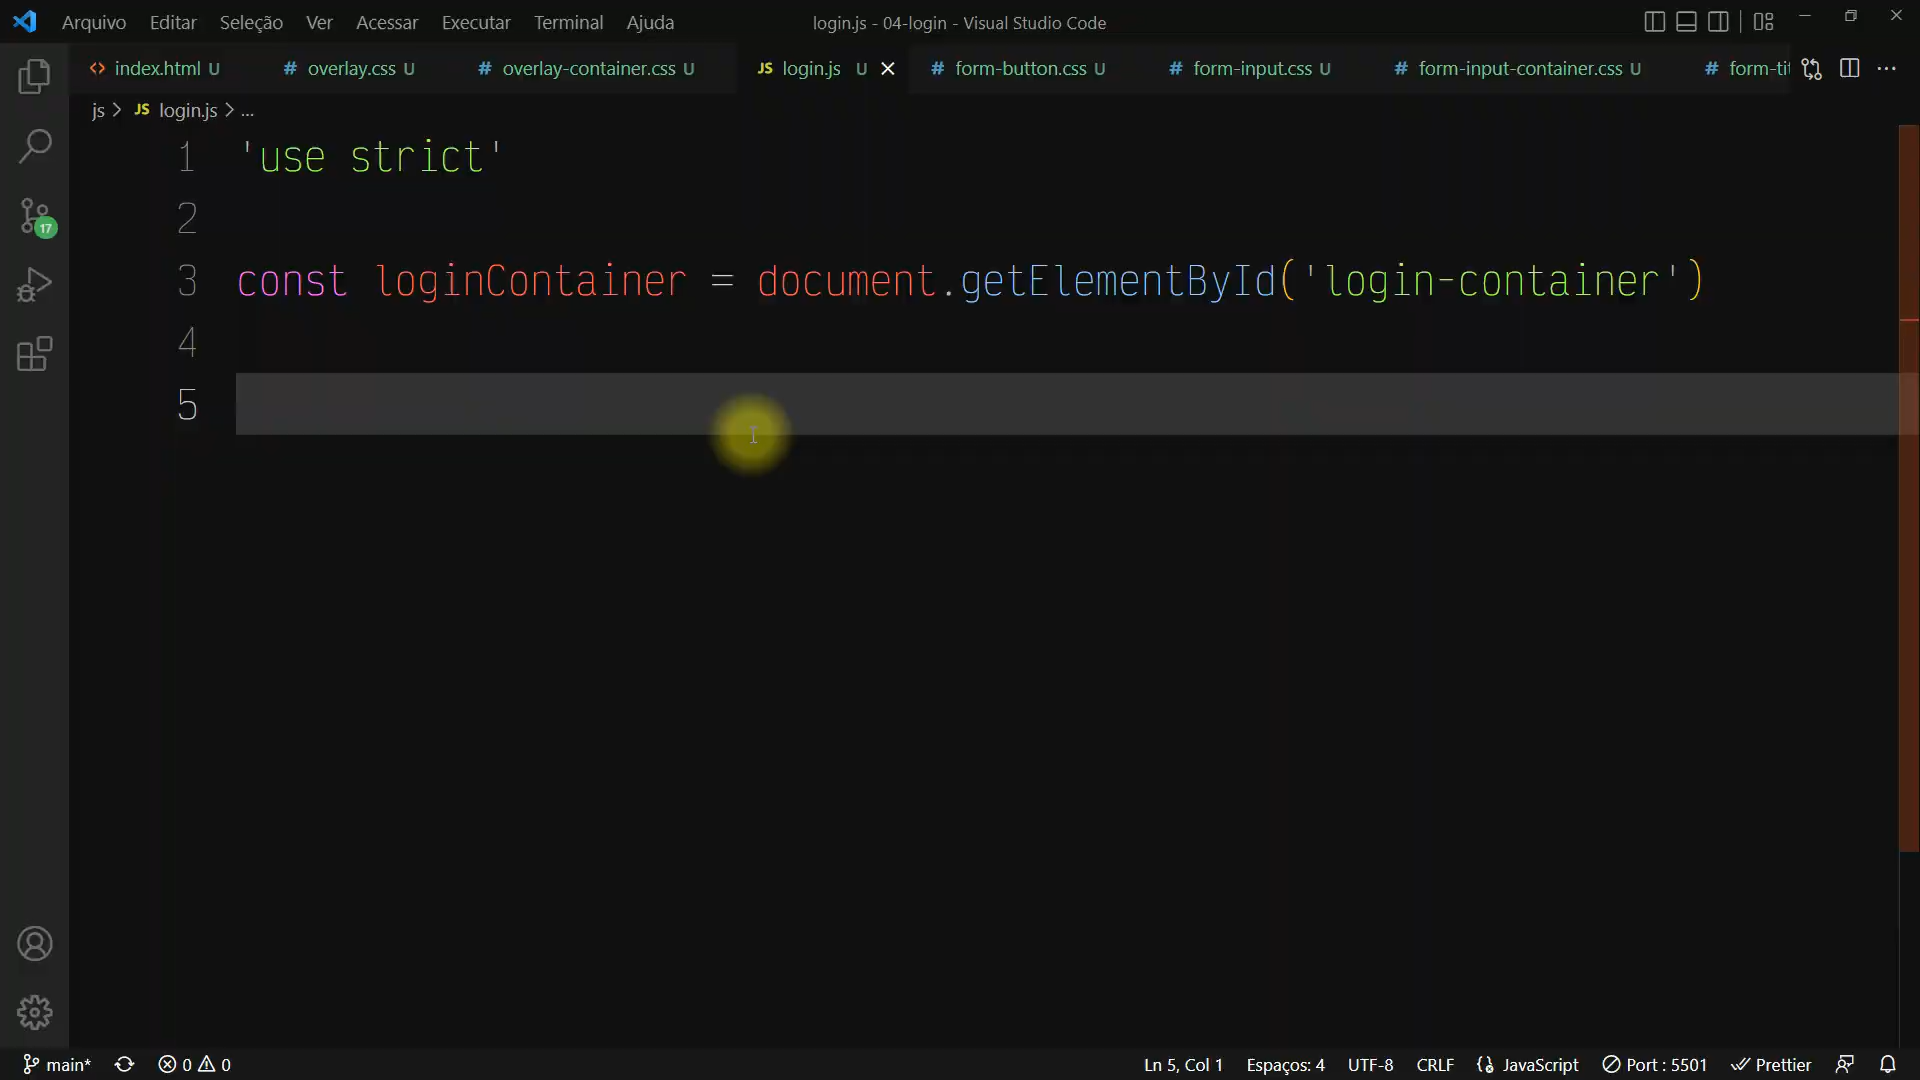 Arquivo Editar Seleção Ver Acessar Executar Terminal Ajuda login.js - 04-login - Visual Studio Code
index.html U # overlay.css U # overlay-container.css U JS login.js U # form-button.css U # form-input.css U # form-input-container.css U # form-tit
js > JS login.js > ...
1 'use strict'
2
3 const loginContainer = document.getElementById('login-container')
4
5
17
main* 0 0 Ln 5, Col 1 Espaços: 4 UTF-8 CRLF JavaScript Port : 5501 Prettier